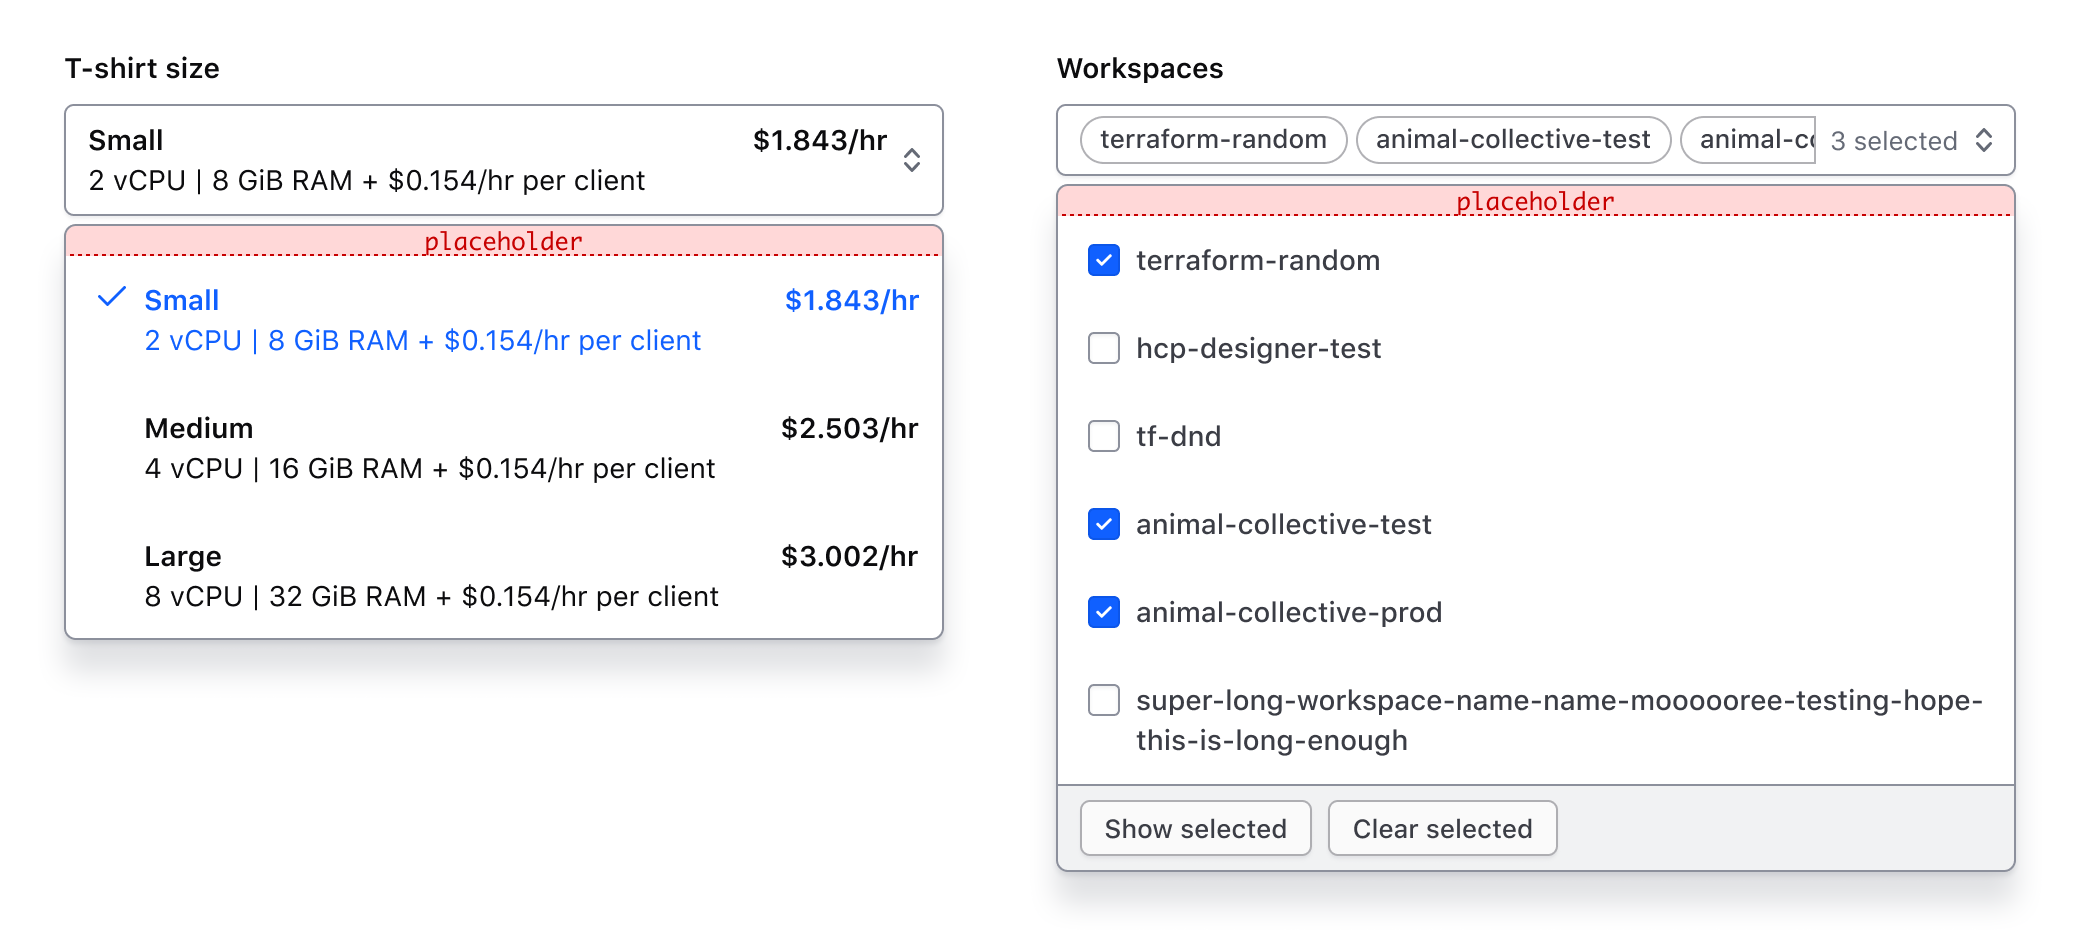 T-shirt size
Small $1.843/hr
2 vCPU | 8 GiB RAM + $0.154/hr per client
placeholder
Small $1.843/hr
2 vCPU | 8 GiB RAM + $0.154/hr per client
Medium $2.503/hr
4 vCPU | 16 GiB RAM + $0.154/hr per client
Large $3.002/hr
8 vCPU | 32 GiB RAM + $0.154/hr per client
Workspaces
terraform-random animal-collective-test animal-co 3 selected
placeholder
terraform-random
hcp-designer-test
tf-dnd
animal-collective-test
animal-collective-prod
super-long-workspace-name-name-moooooree-testing-hope-
this-is-long-enough
Show selected Clear selected